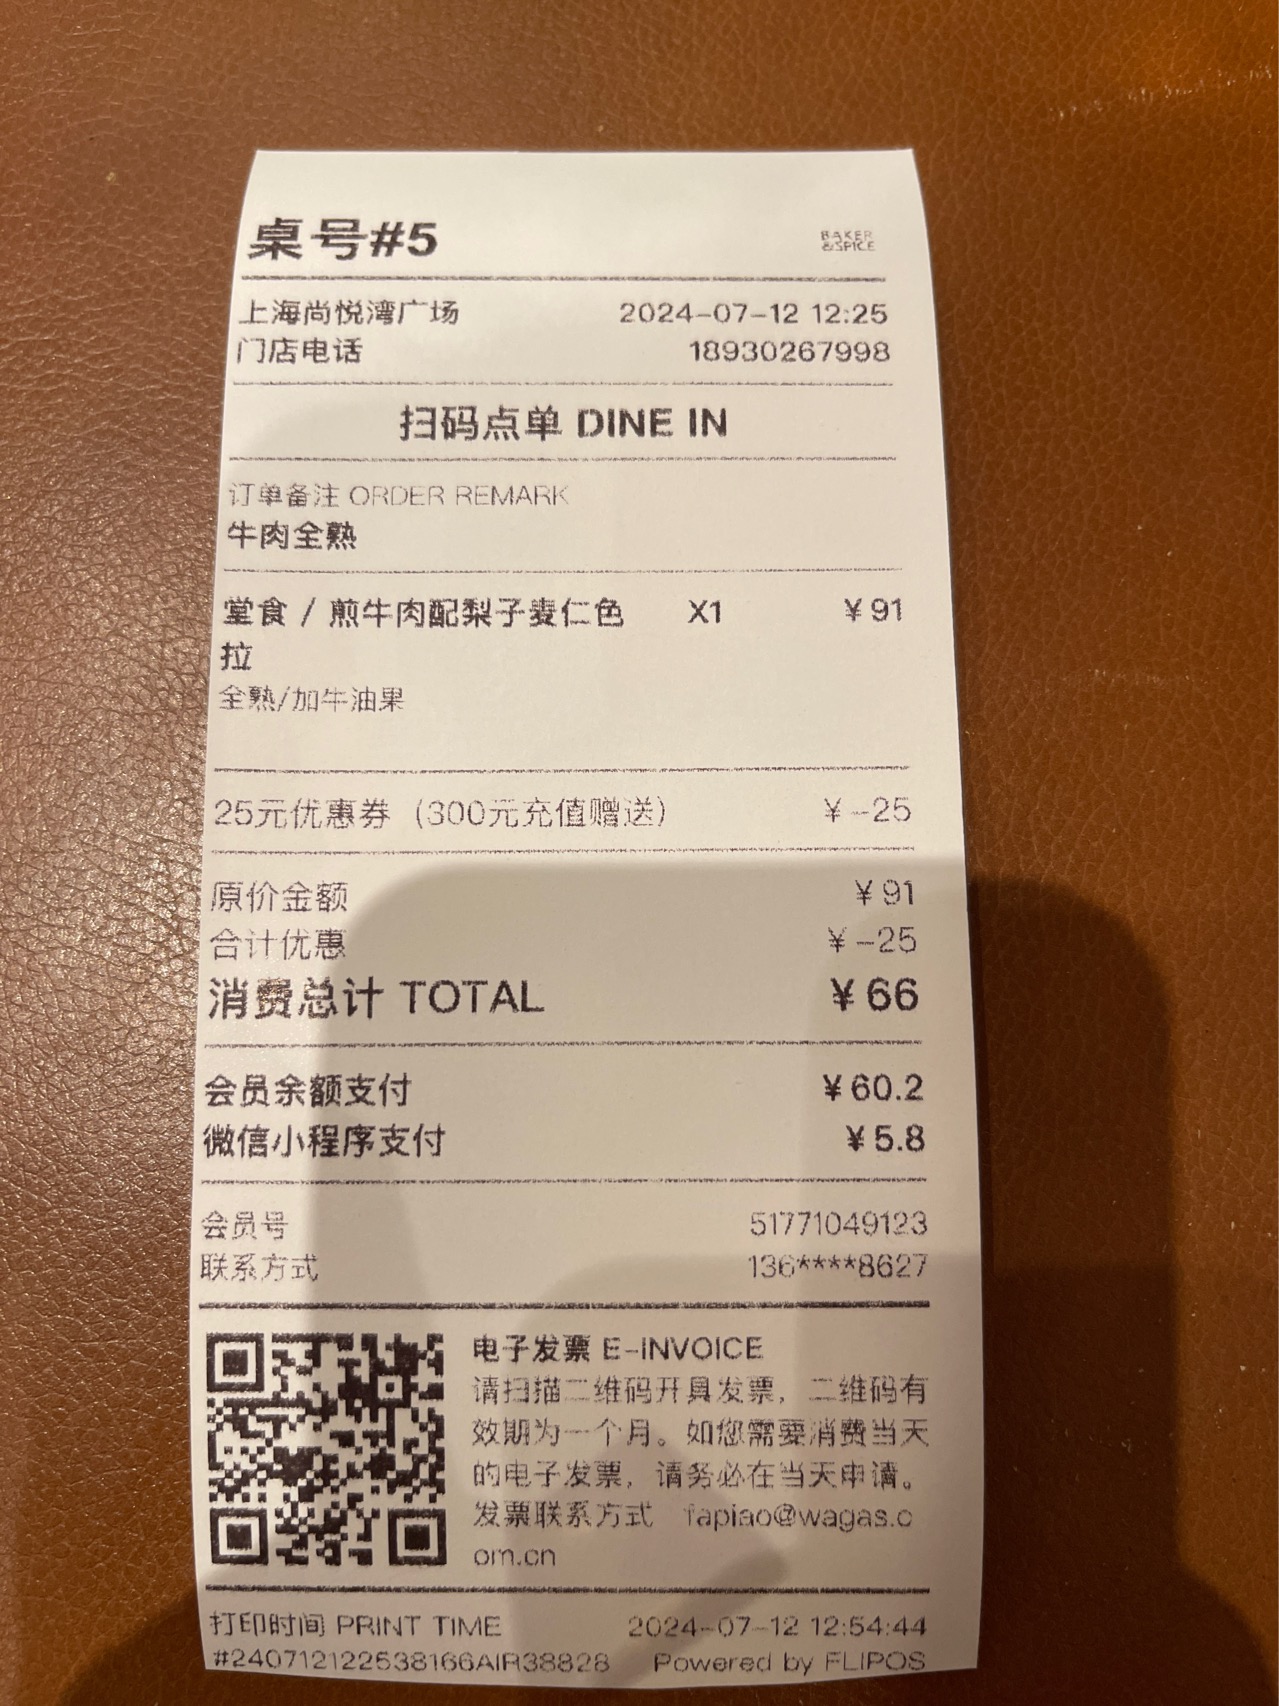 桌号#5
BAKER
&SPICE
上海尚悦湾广场 2024-07-12 12:25
门店电话 18930267998
扫码点单 DINE IN
订单备注 ORDER REMARK
牛肉全熟
堂食 / 煎牛肉配梨子麦仁色 X1 ¥91
拉
全熟/加牛油果
25元优惠券（300元充值赠送） ¥-25
原价金额 ¥91
合计优惠 ¥-25
消费总计 TOTAL ¥66
会员余额支付 ¥60.2
微信小程序支付 ¥5.8
会员号 51771049123
联系方式 136****8627
电子发票 E-INVOICE
请扫描二维码开具发票，二维码有
效期为一个月。如您需要消费当天
的电子发票，请务必在当天申请。
发票联系方式 fapiao@wagas.c
om.cn
打印时间 PRINT TIME 2024-07-12 12:54:44
#240712122538166AIR38828 Powered by FLIPOS